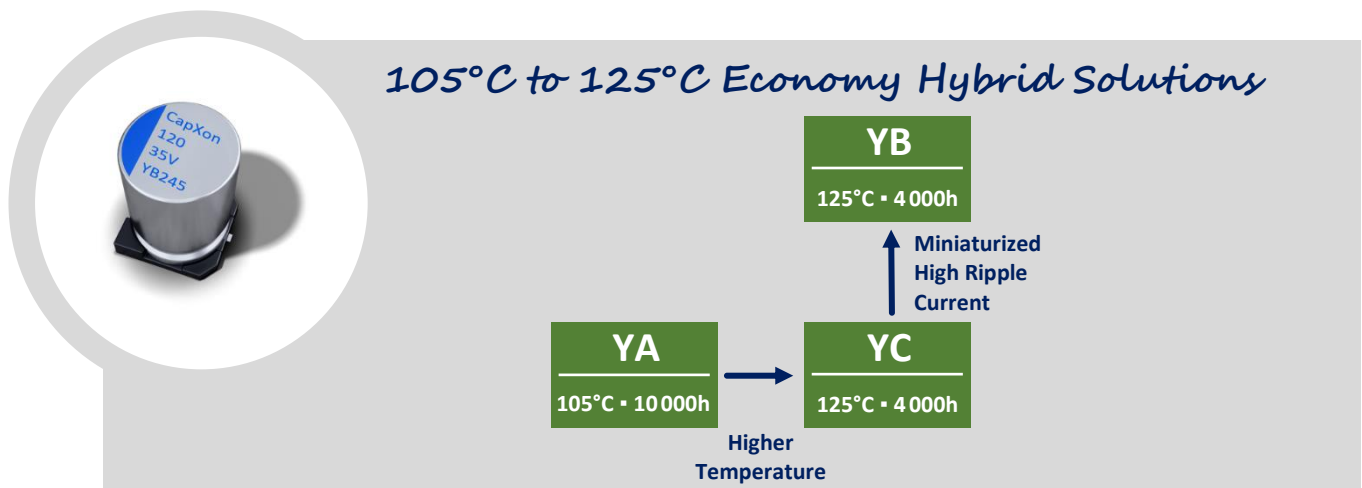 105°C to 125°C Economy Hybrid Solutions
CapXon
120
35V
YB245
YB
125°C ▪ 4 000h
Miniaturized
High Ripple
Current
YA
105°C ▪ 10 000h
YC
125°C ▪ 4 000h
Higher
Temperature